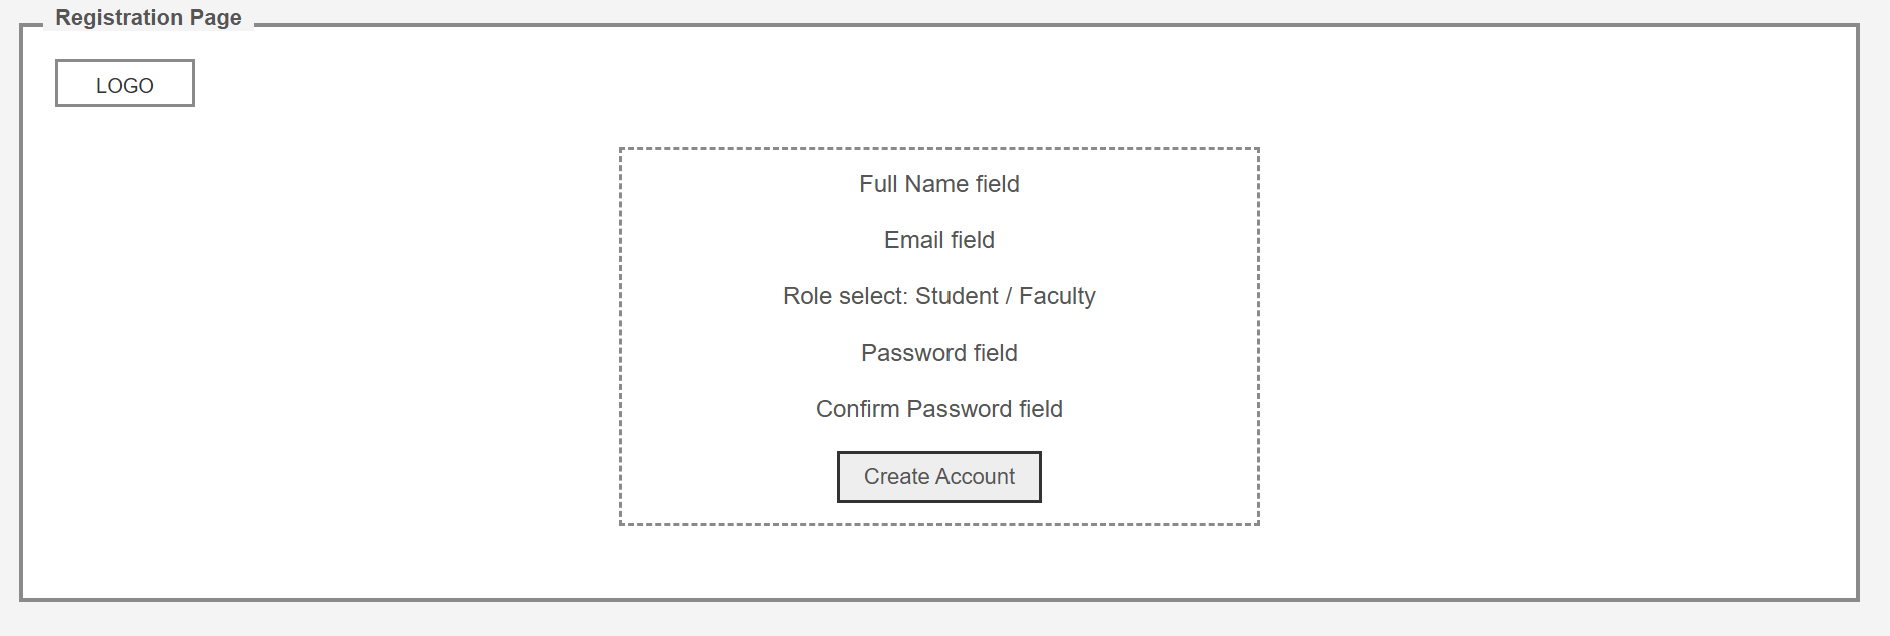 Registration Page
LOGO
Full Name field
Email field
Role select: Student / Faculty
Password field
Confirm Password field
Create Account